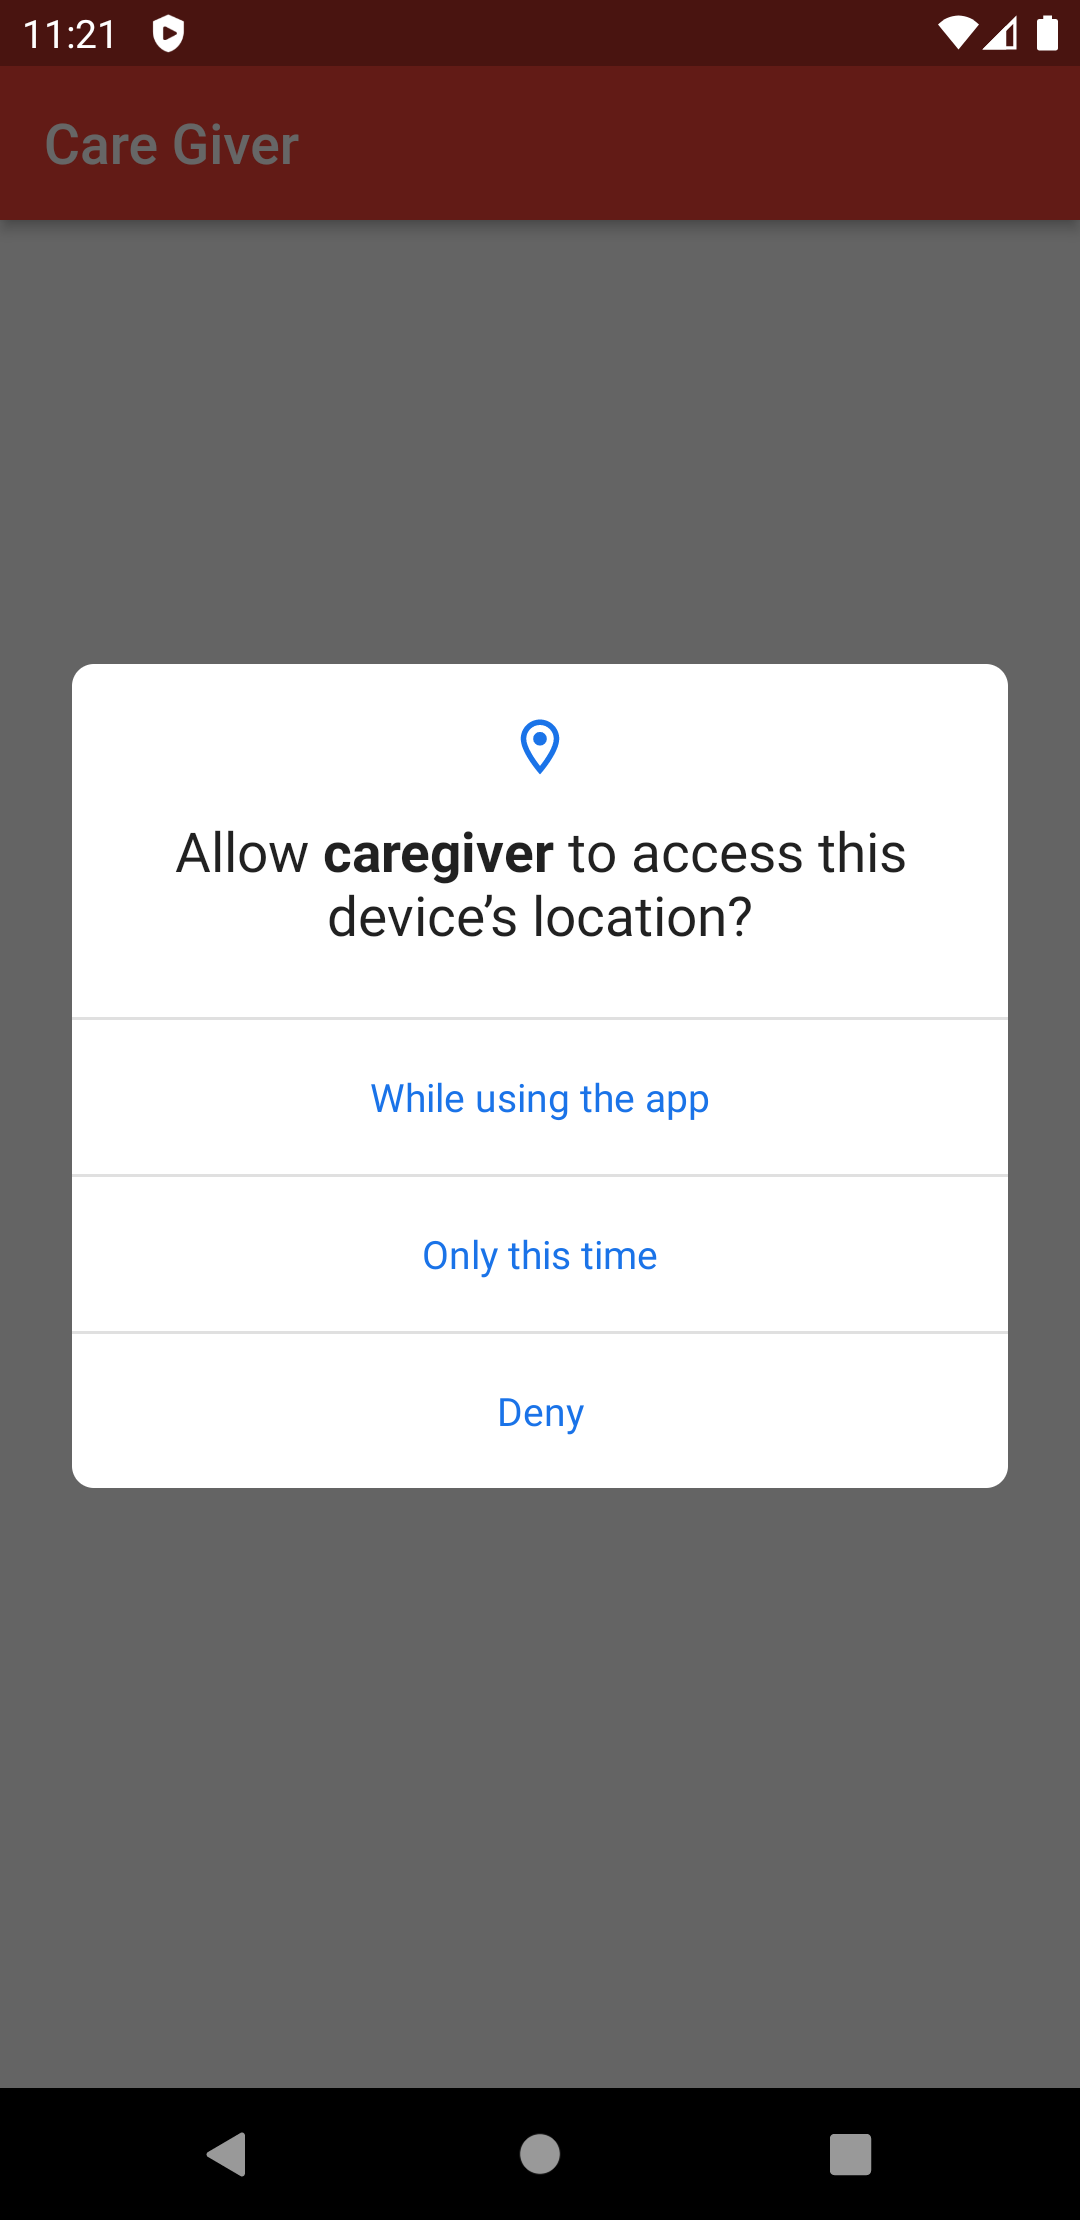 11:21
Care Giver
Allow caregiver to access this
device’s location?
While using the app
Only this time
Deny